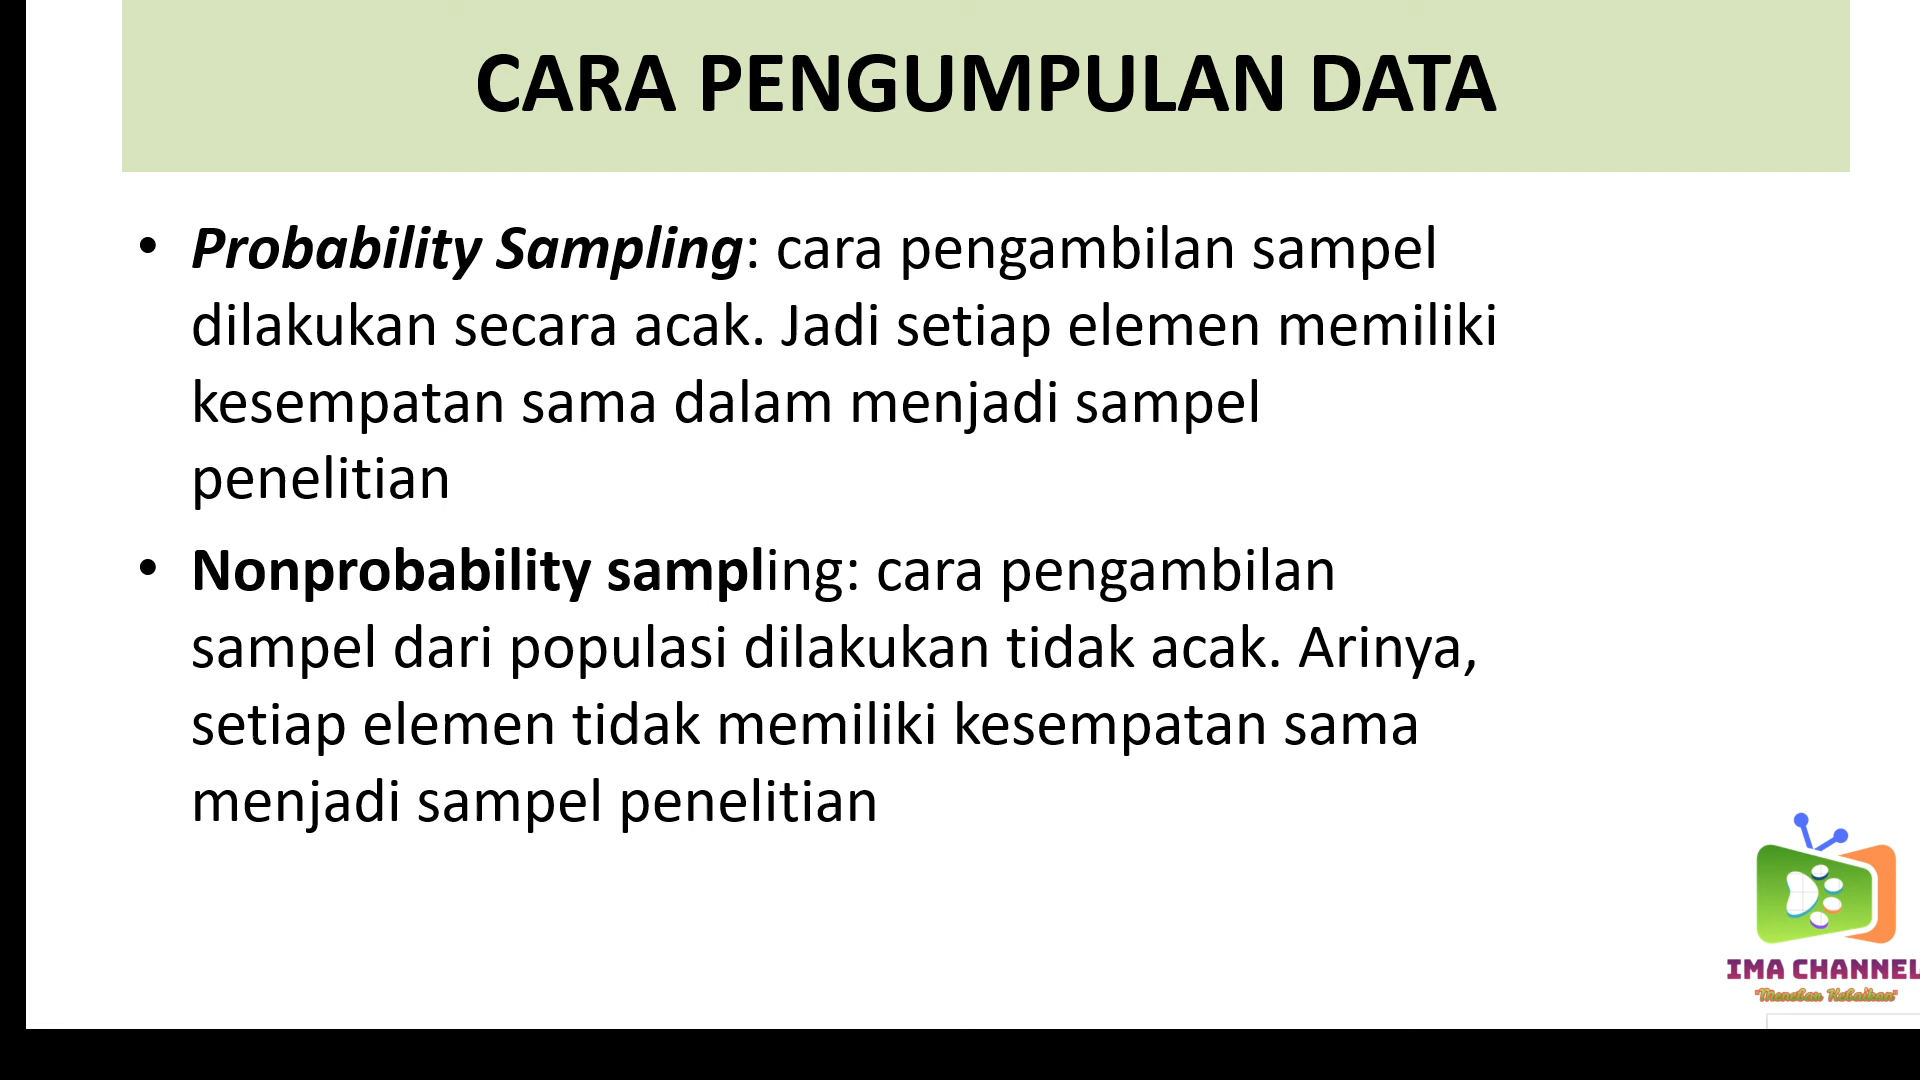 CARA PENGUMPULAN DATA
• Probability Sampling: cara pengambilan sampel
dilakukan secara acak. Jadi setiap elemen memiliki
kesempatan sama dalam menjadi sampel
penelitian
• Nonprobability sampling: cara pengambilan
sampel dari populasi dilakukan tidak acak. Arinya,
setiap elemen tidak memiliki kesempatan sama
menjadi sampel penelitian
IMA CHANNEL
"Menebar Kebaikan"